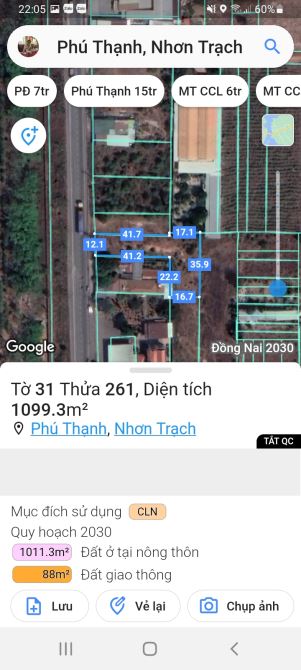 22:05 60%
Phú Thạnh, Nhơn Trạch
PĐ 7tr Phú Thạnh 15tr MT CCL 6tr MT CC
41.7 17.1
12.1 41.2 35.9
22.2
16.7
Google Đồng Nai 2030
Tờ 31 Thửa 261, Diện tích
1099.3m²
Phú Thạnh, Nhơn Trạch
TẮT QC
Mục đích sử dụng CLN
Quy hoạch 2030
1011.3m² Đất ở tại nông thôn
88m² Đất giao thông
Lưu Vẽ lại Chụp ảnh